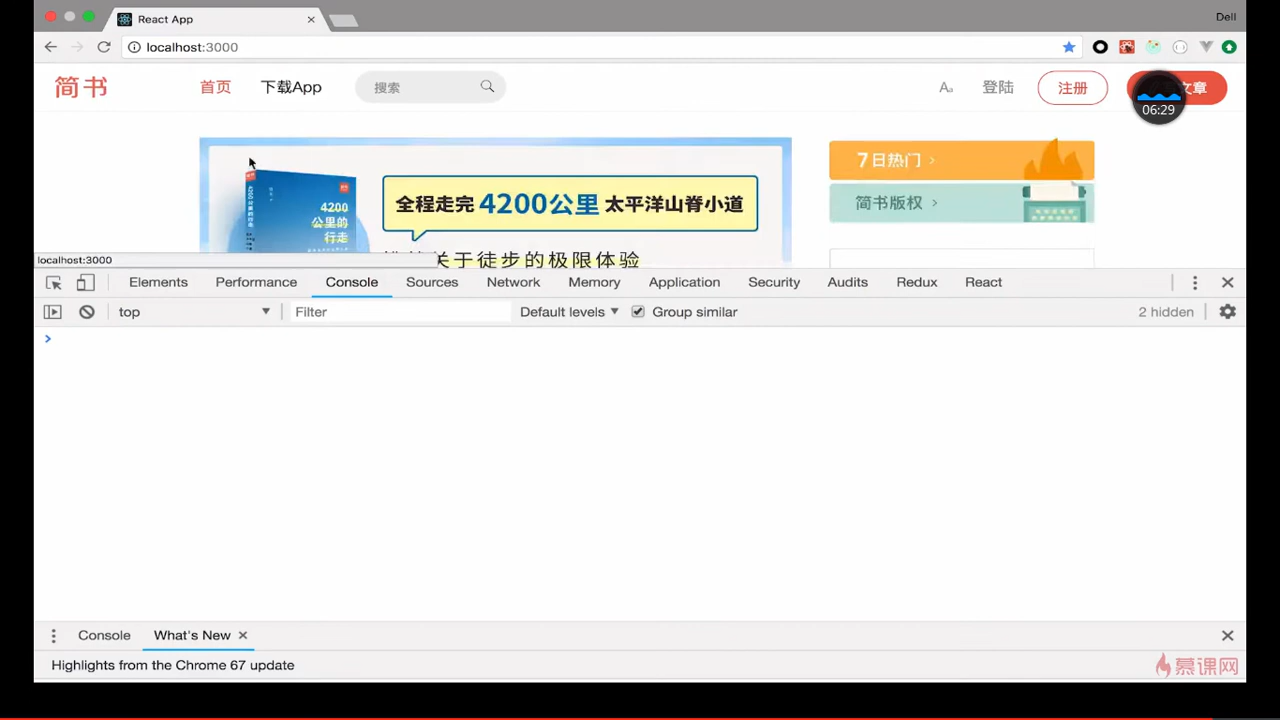 React App
Dell
localhost:3000
简书
首页
下载App
搜索
Aa
登陆
注册
文章
06:29
7日热门
简书版权
全程走完 4200公里 太平洋山脊小道
4200
公里的
行走
关于徒步的极限体验
localhost:3000
Elements Performance Console Sources Network Memory Application Security Audits Redux React
top Filter Default levels Group similar 2 hidden
Console What's New
Highlights from the Chrome 67 update
慕课网